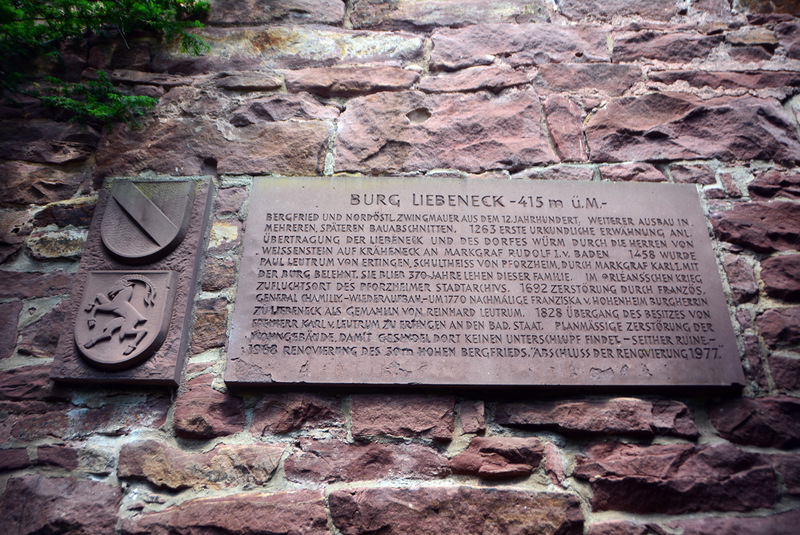 BURG LIEBENECK -415 m ü.M.-
BERGFRIED UND NORDÖSTL. ZWINGMAUER AUS DEM 12. JAHRHUNDERT. WEITERER AUSBAU IN
MEHREREN, SPÄTEREN BAUABSCHNITTEN. 1263 ERSTE URKUNDLICHE ERWÄHNUNG, ANL.
ÜBERTRAGUNG DER LIEBENECK UND DES DORFES WÜRM DURCH DIE HERREN VON
WEISSENSTEIN AUF KRÄHENECK AN MARKGRAF RUDOLF I. V. BADEN. 1458 WURDE
PAUL LEUTRUM VON ERTINGEN, SCHULTHEISS VON PFORZHEIM, DURCH MARKGRAF KARL I. MIT
DER BURG BELEHNT. SIE BLIEB 370 JAHRE LEHEN DIESER FAMILIE. IM ORLEANSSCHEN KRIEG
ZUFLUCHTSORT DES PFORZHEIMER STADTARCHIVS. 1692 ZERSTÖRUNG DURCH FRANZÖS.
GENERAL CHAMILLY.-WIEDERAUFBAU.-UM 1770 NACHMALIGE FRANZISKA V. HOHENHEIM BURGHERRIN
ZU LIEBENECK ALS GEMAHLIN VON REINHARD LEUTRUM. 1828 ÜBERGANG DES BESITZES VON
FREIHERR KARL V. LEUTRUM ZU ERTINGEN AN DEN BAD. STAAT. PLANMÄSSIGE ZERSTÖRUNG DER
WOHNGEBÄUDE, DAMIT GESINDEL DORT KEINEN UNTERSCHLUPF FINDET.-SEITHER RUINE.-
1968 RENOVIERUNG DES 30 m HOHEN BERGFRIEDS. "ABSCHLUSS DER RENOVIERUNG 1977."